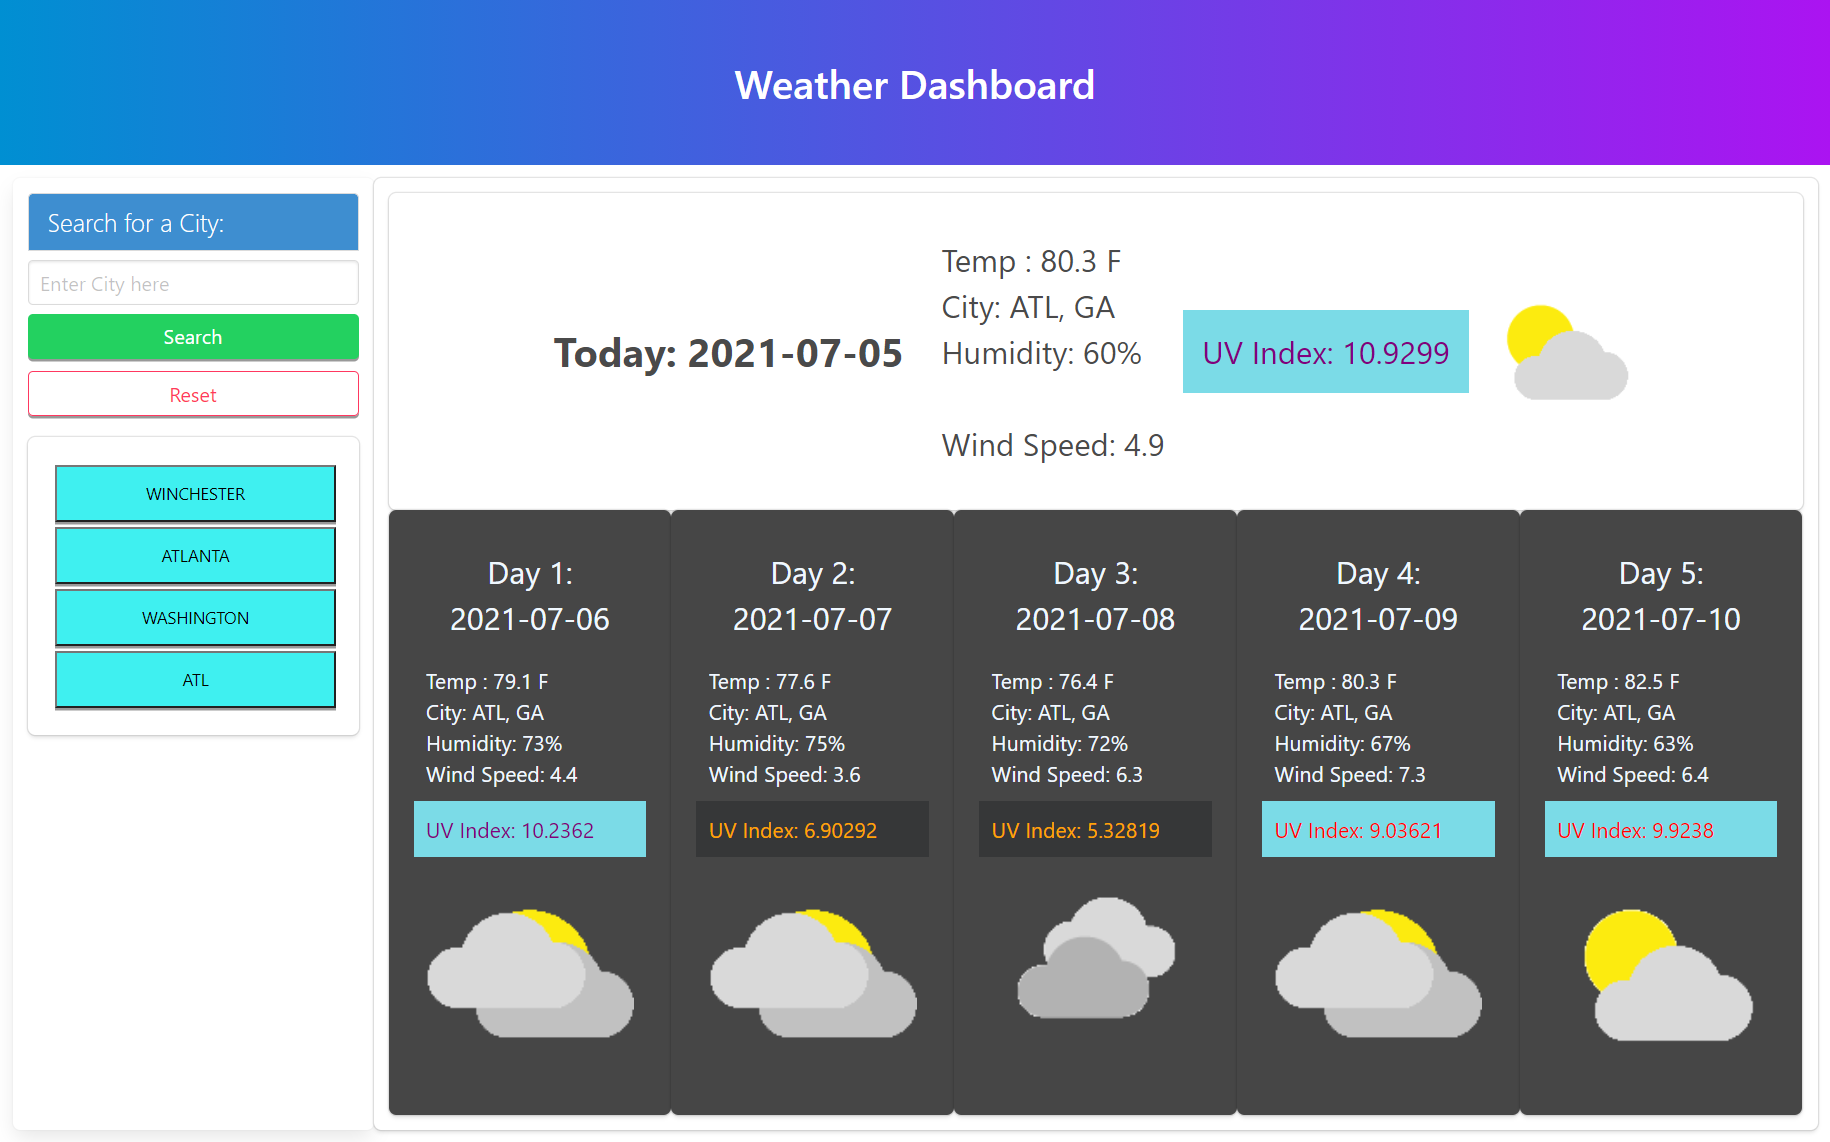 Weather Dashboard
Search for a City:
Enter City here
Search
Reset
WINCHESTER
ATLANTA
WASHINGTON
ATL
Today: 2021-07-05
Temp : 80.3 F
City: ATL, GA
Humidity: 60%
Wind Speed: 4.9
UV Index: 10.9299
Day 1:
2021-07-06
Temp : 79.1 F
City: ATL, GA
Humidity: 73%
Wind Speed: 4.4
UV Index: 10.2362
Day 2:
2021-07-07
Temp : 77.6 F
City: ATL, GA
Humidity: 75%
Wind Speed: 3.6
UV Index: 6.90292
Day 3:
2021-07-08
Temp : 76.4 F
City: ATL, GA
Humidity: 72%
Wind Speed: 6.3
UV Index: 5.32819
Day 4:
2021-07-09
Temp : 80.3 F
City: ATL, GA
Humidity: 67%
Wind Speed: 7.3
UV Index: 9.03621
Day 5:
2021-07-10
Temp : 82.5 F
City: ATL, GA
Humidity: 63%
Wind Speed: 6.4
UV Index: 9.9238